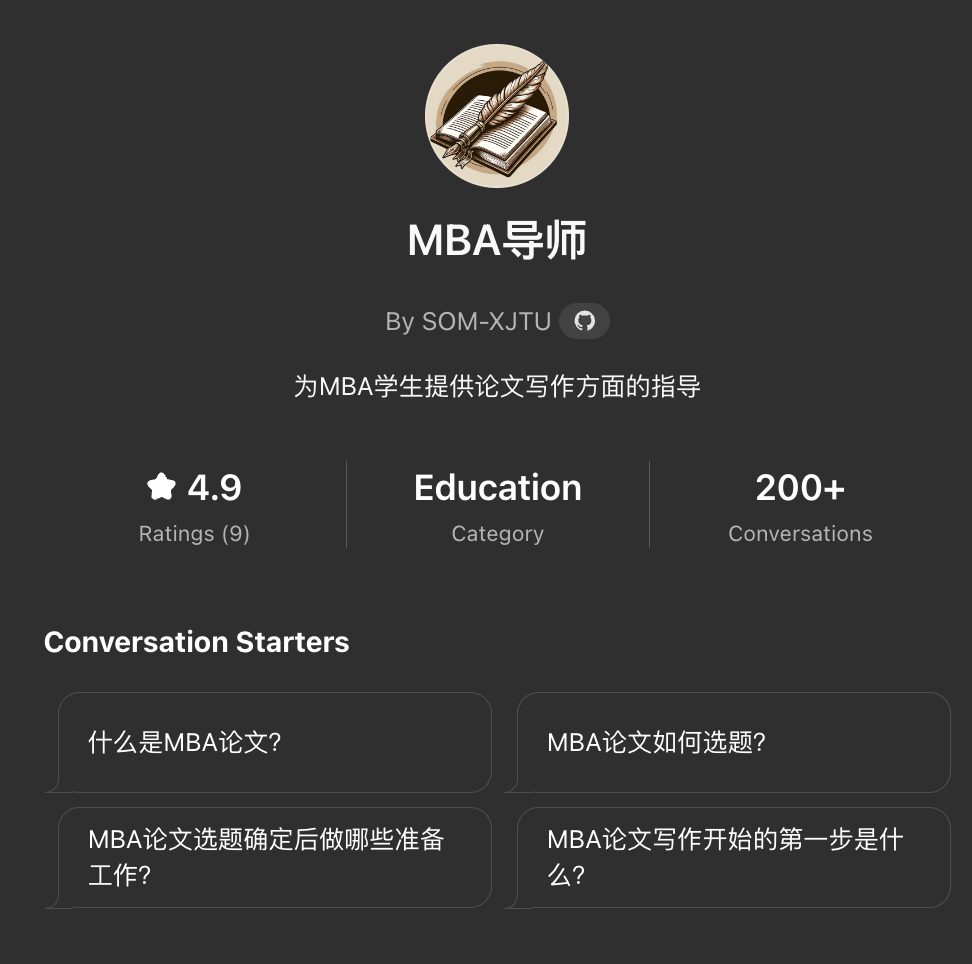 MBA导师
By SOM-XJTU
为MBA学生提供论文写作方面的指导
4.9
Ratings (9)
Education
Category
200+
Conversations
Conversation Starters
什么是MBA论文?
MBA论文如何选题?
MBA论文选题确定后做哪些准备
工作?
MBA论文写作开始的第一步是什
么?